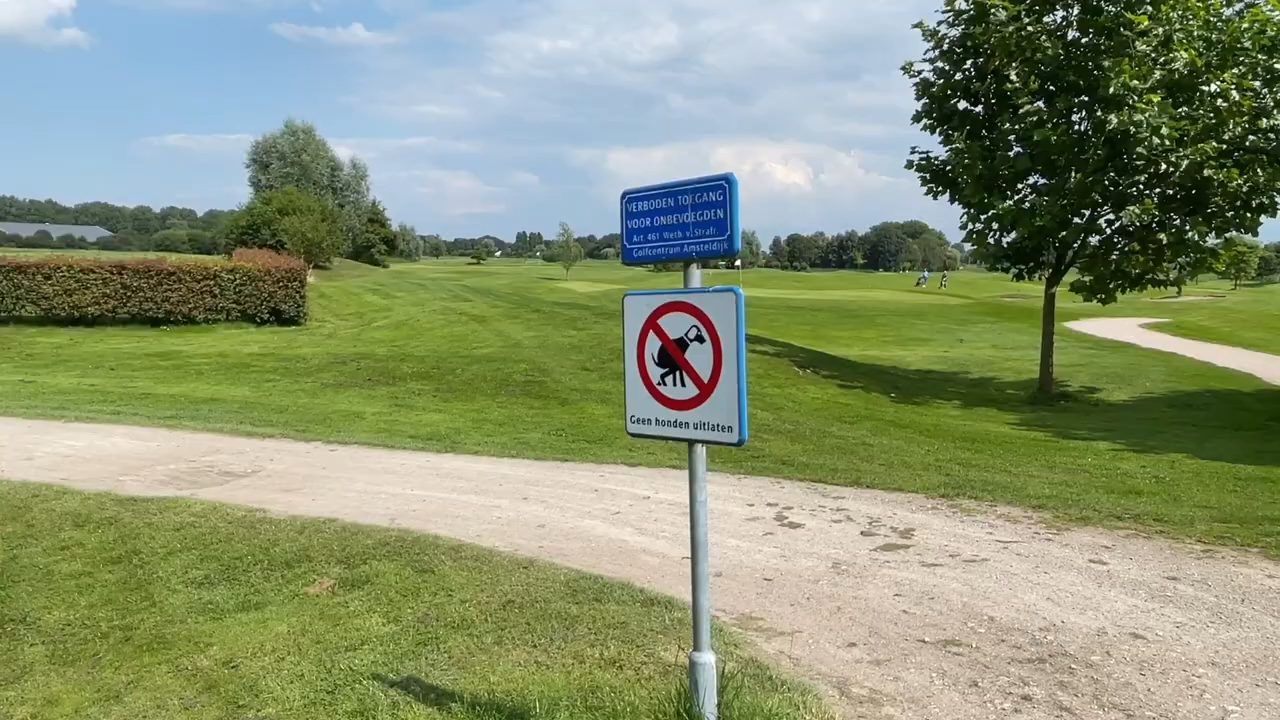 VERBODEN TOEGANG
VOOR ONBEVOEGDEN
Art. 461 Wetb. v. Strafr.
Golfcentrum Amsteldijk
Geen honden uitlaten